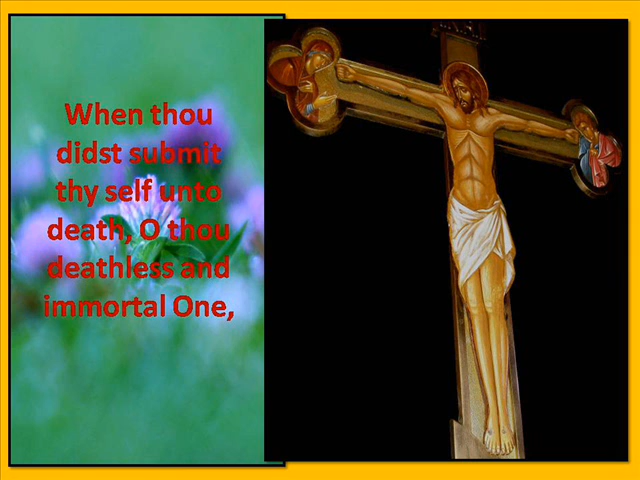 When thou
didst submit
thy self unto
death, O thou
deathless and
immortal One,